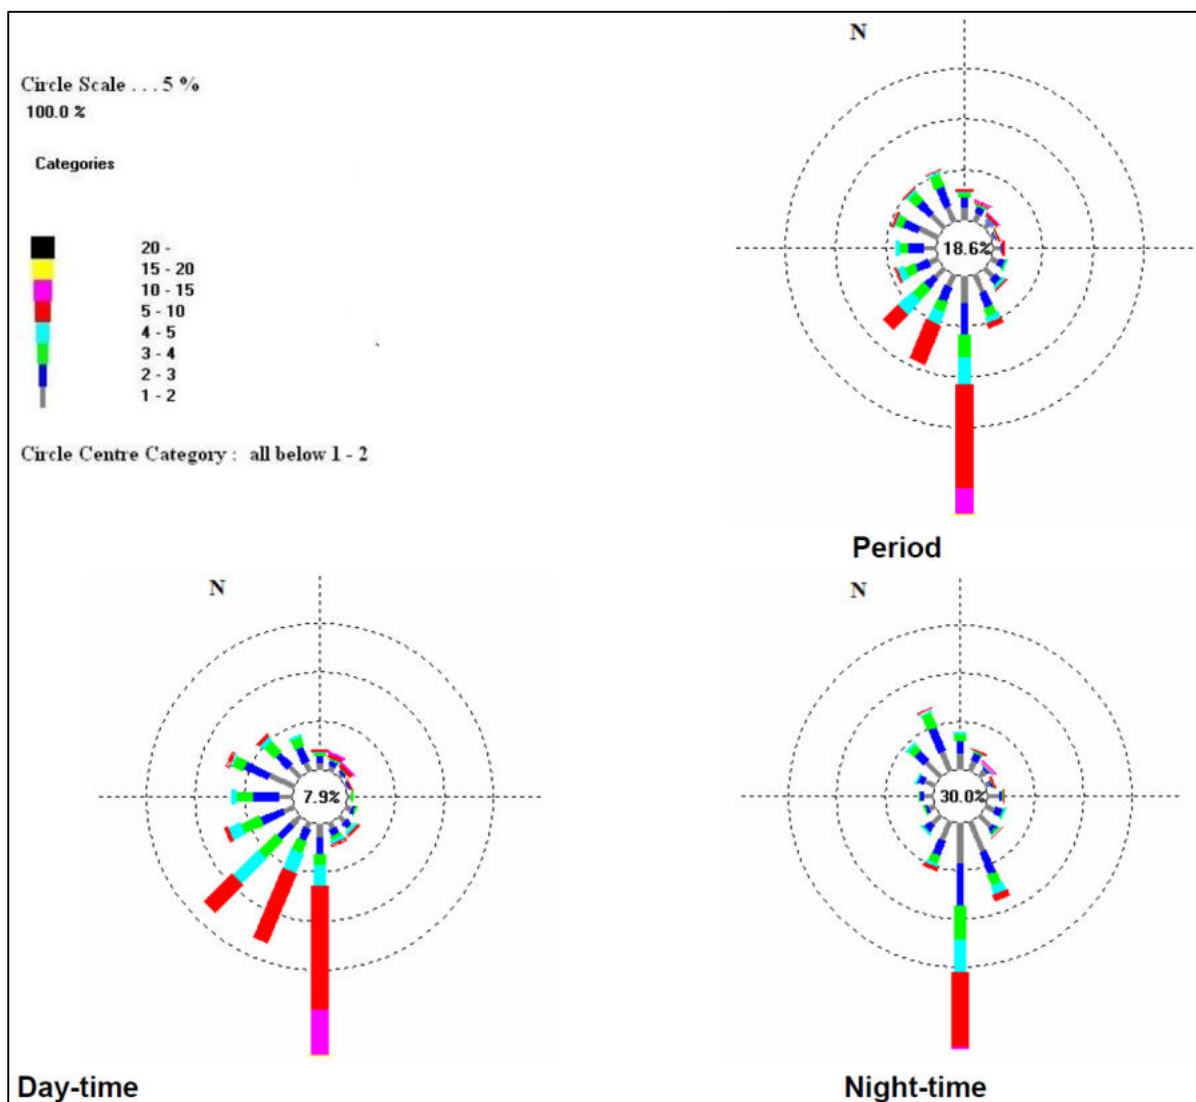 N
Circle Scale . . . 5 %
100.0 %
Categories
20 -
15 - 20
10 - 15
5 - 10
4 - 5
3 - 4
2 - 3
1 - 2
Circle Centre Category : all below 1 - 2
18.6%
Period
N
N
7.9%
30.0%
Day-time
Night-time